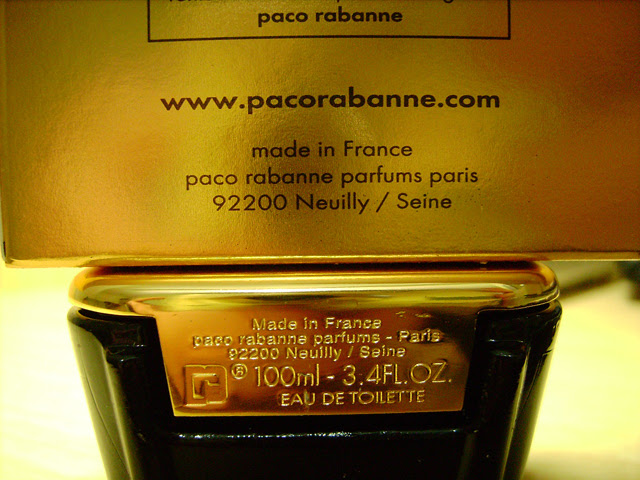 paco rabanne
www.pacorabanne.com
made in France
paco rabanne parfums paris
92200 Neuilly / Seine
Made in France
paco rabanne parfums - Paris
92200 Neuilly / Seine
® 100ml - 3.4FL.OZ.
EAU DE TOILETTE